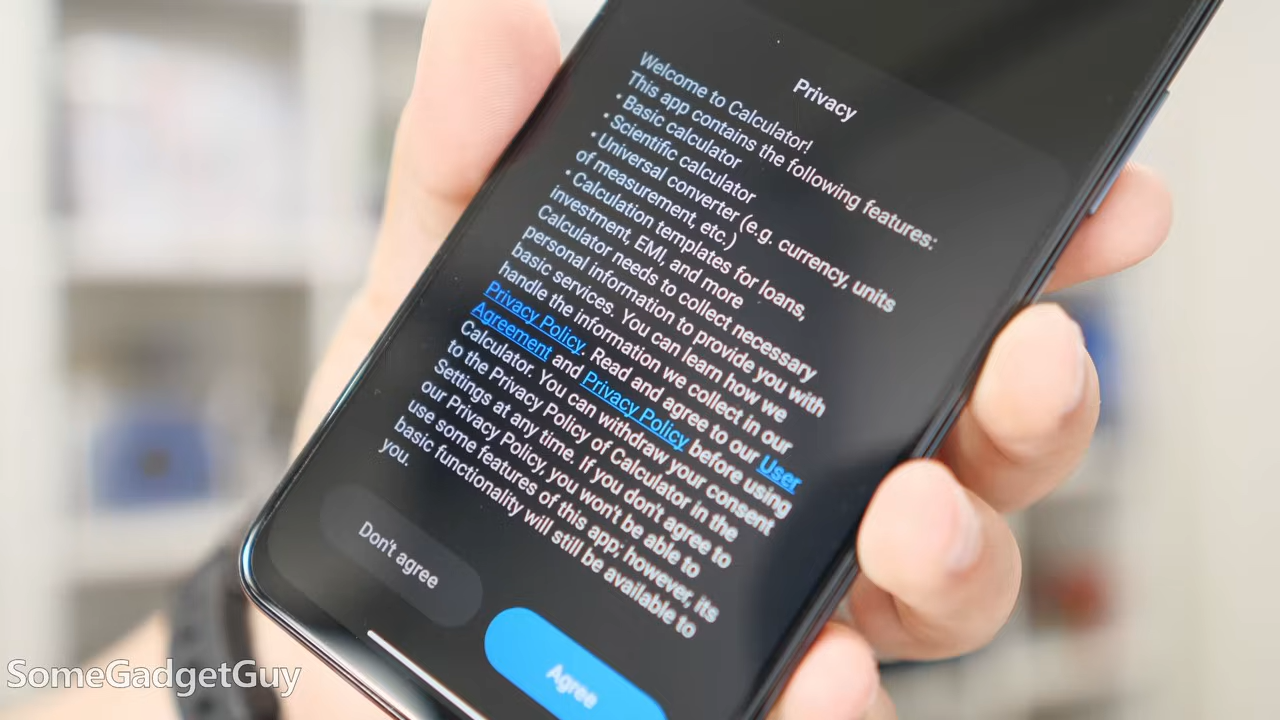 Privacy
Welcome to Calculator!
This app contains the following features:
• Basic calculator
• Scientific calculator
• Universal converter (e.g. currency, units
of measurement, etc.)
• Calculation templates for loans,
investment, EMI, and more
Calculator needs to collect necessary
personal information to provide you with
basic services. You can learn how we
handle the information we collect in our
Privacy Policy. Read and agree to our User
Agreement and Privacy Policy before using
Calculator. You can withdraw your consent
to the Privacy Policy of Calculator in the
Settings at any time. If you don't agree to
our Privacy Policy, you won't be able to
use some features of this app; however, its
basic functionality will still be available to
you.
Don't agree
Agree
SomeGadgetGuy